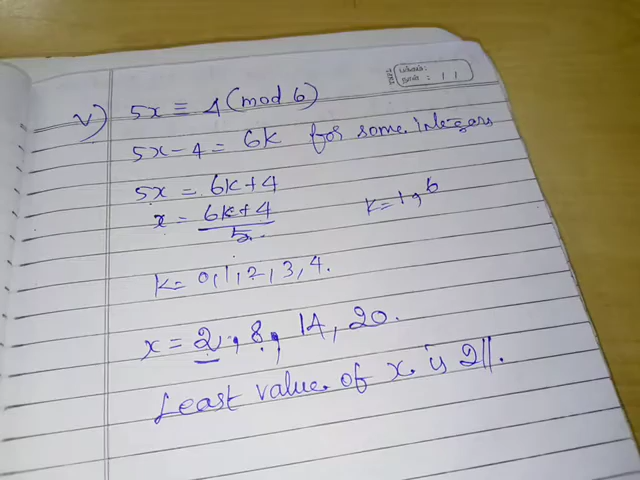 v) 5x ≡ 4 (mod 6)
5x - 4 = 6k for some integers
5x = 6k+4
x = 6k+4 / 5
k = 1, 6
k = 0, 1, 2, 3, 4.
x = 2, 8, 14, 20.
Least value of x is 2//.